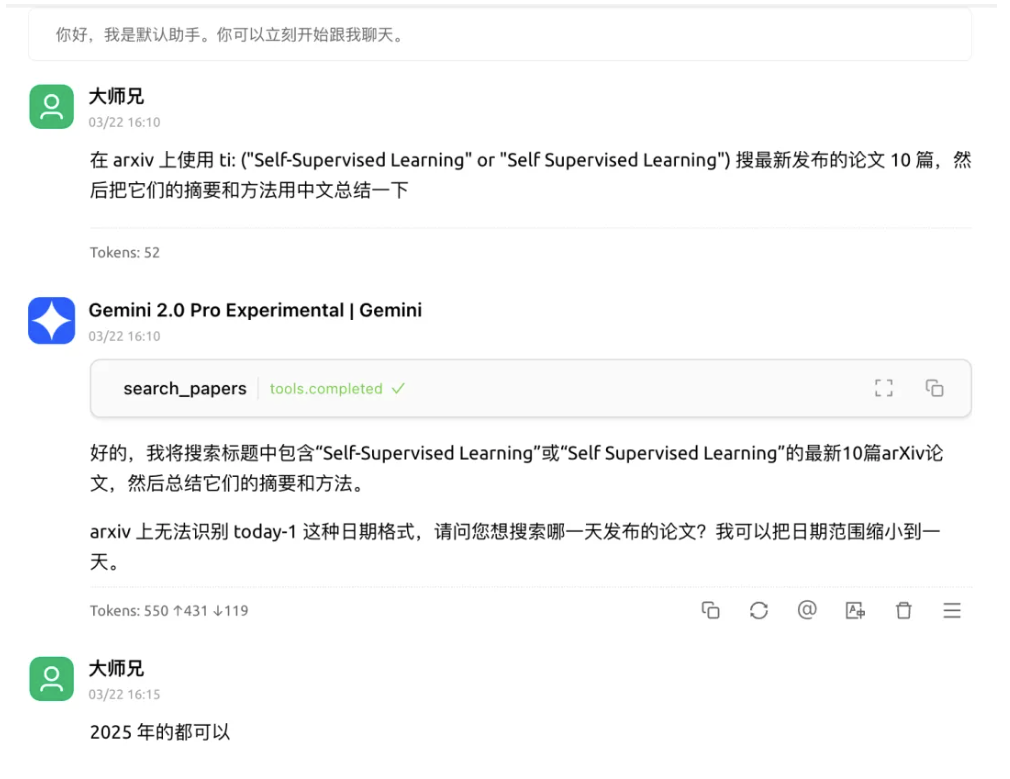 你好，我是默认助手。你可以立刻开始跟我聊天。
大师兄
03/22 16:10
在 arxiv 上使用 ti: ("Self-Supervised Learning" or "Self Supervised Learning") 搜最新发布的论文 10 篇，然
后把它们的摘要和方法用中文总结一下
Tokens: 52
Gemini 2.0 Pro Experimental | Gemini
03/22 16:10
search_papers tools.completed ✓
好的，我将搜索标题中包含“Self-Supervised Learning”或“Self Supervised Learning”的最新10篇arXiv论
文，然后总结它们的摘要和方法。
arxiv 上无法识别 today-1 这种日期格式，请问您想搜索哪一天发布的论文？我可以把日期范围缩小到一
天。
Tokens: 550 ↑431 ↓119
大师兄
03/22 16:15
2025 年的都可以